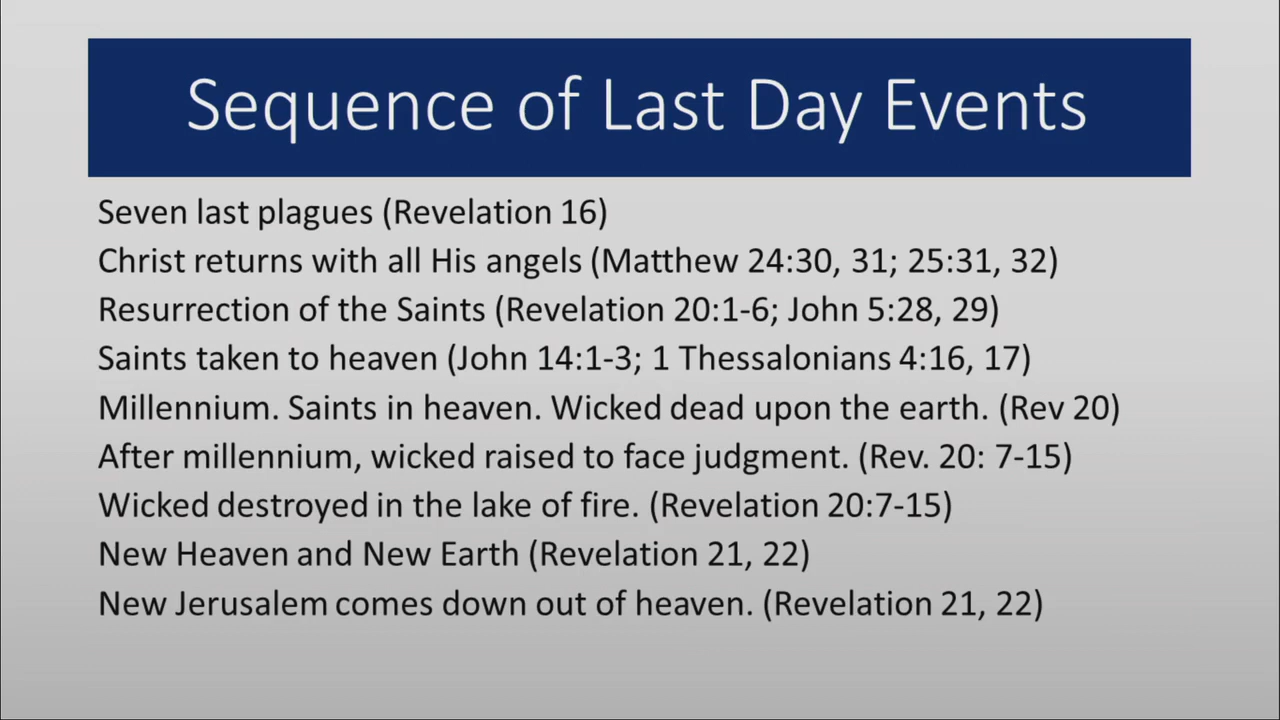 Sequence of Last Day Events
Seven last plagues (Revelation 16)
Christ returns with all His angels (Matthew 24:30, 31; 25:31, 32)
Resurrection of the Saints (Revelation 20:1-6; John 5:28, 29)
Saints taken to heaven (John 14:1-3; 1 Thessalonians 4:16, 17)
Millennium. Saints in heaven. Wicked dead upon the earth. (Rev 20)
After millennium, wicked raised to face judgment. (Rev. 20: 7-15)
Wicked destroyed in the lake of fire. (Revelation 20:7-15)
New Heaven and New Earth (Revelation 21, 22)
New Jerusalem comes down out of heaven. (Revelation 21, 22)